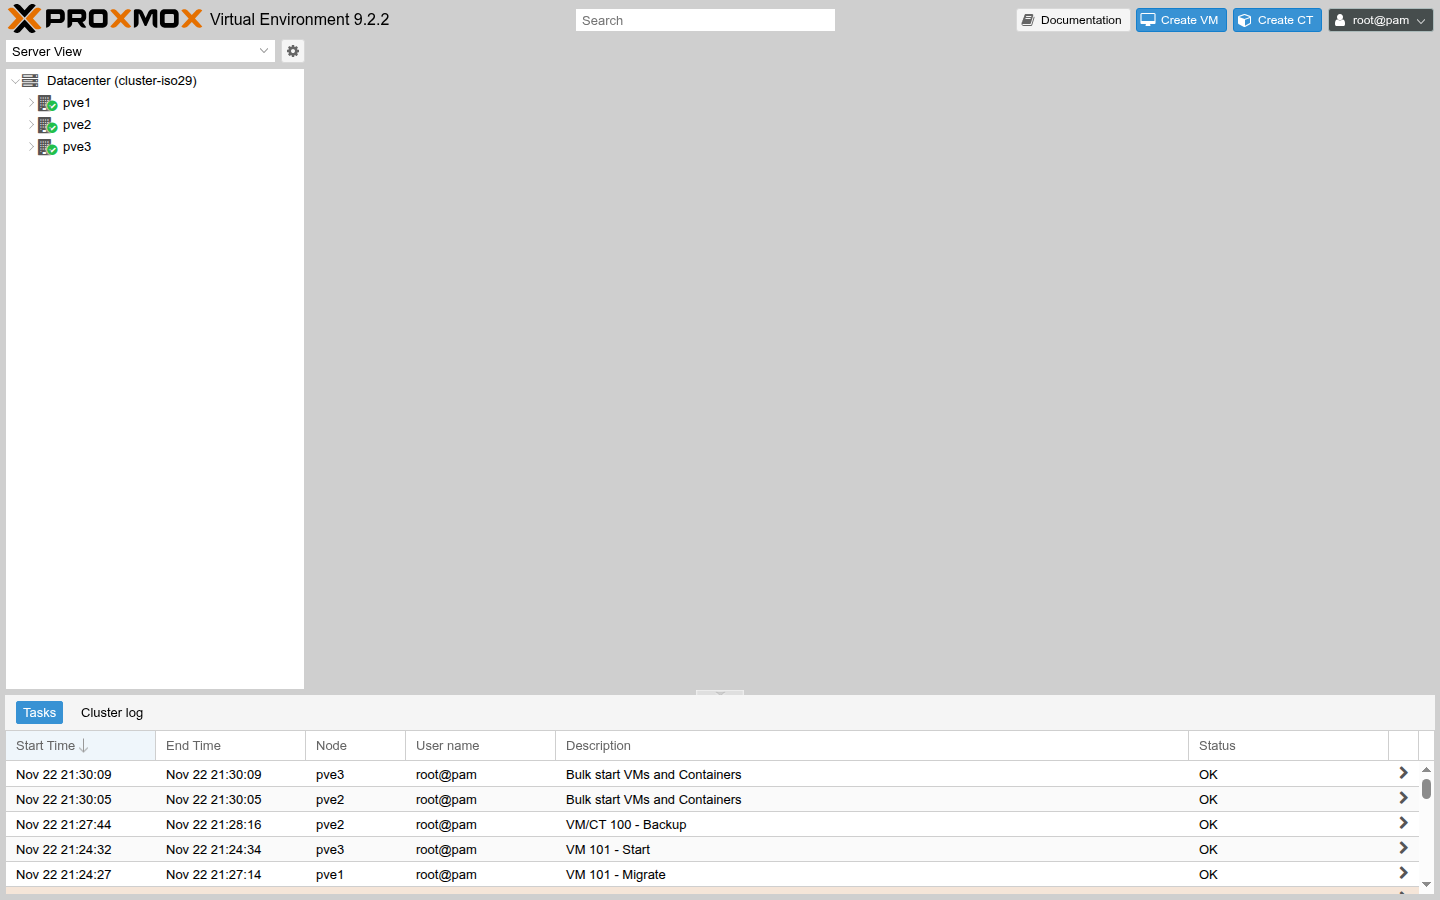 PROXMOX Virtual Environment 9.2.2
Search
Documentation
Create VM
Create CT
root@pam
Server View
Datacenter (cluster-iso29)
pve1
pve2
pve3
Tasks Cluster log
Start Time End Time Node User name Description Status
Nov 22 21:30:09 Nov 22 21:30:09 pve3 root@pam Bulk start VMs and Containers OK
Nov 22 21:30:05 Nov 22 21:30:05 pve2 root@pam Bulk start VMs and Containers OK
Nov 22 21:27:44 Nov 22 21:28:16 pve2 root@pam VM/CT 100 - Backup OK
Nov 22 21:24:32 Nov 22 21:24:34 pve3 root@pam VM 101 - Start OK
Nov 22 21:24:27 Nov 22 21:27:14 pve1 root@pam VM 101 - Migrate OK